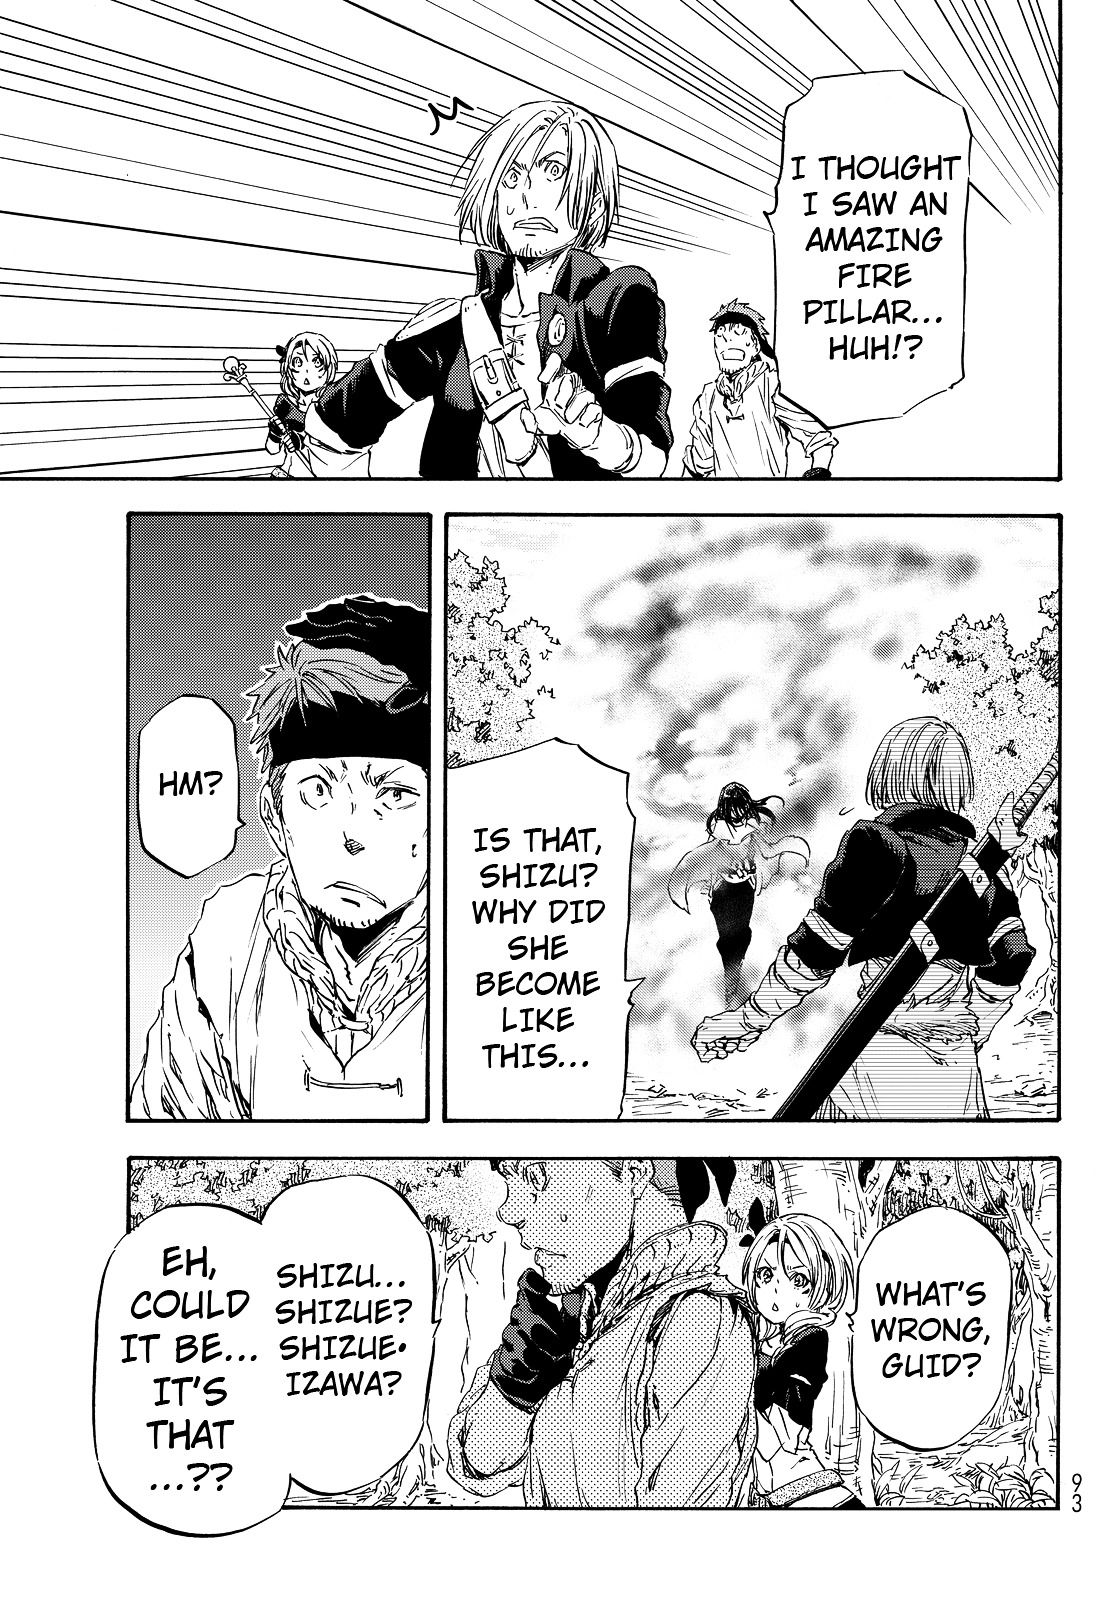 I THOUGHT
I SAW AN
AMAZING
FIRE
PILLAR...
HUH!?
IS THAT,
SHIZU?
WHY DID
SHE
BECOME
LIKE
THIS...
HM?
WHAT'S
WRONG,
GUID?
SHIZU...
SHIZUE?
SHIZUE•
IZAWA?
EH,
COULD
IT BE...
IT'S
THAT
...??
93